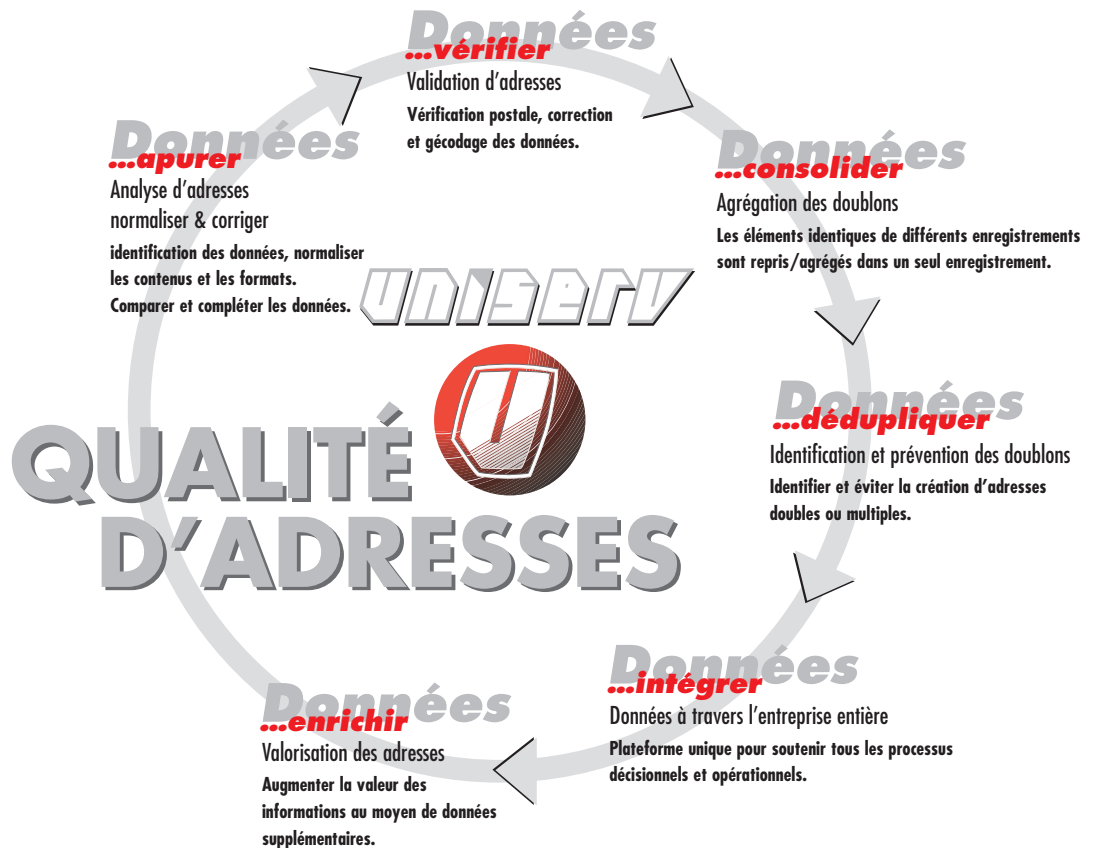 Données
...vérifier
Validation d'adresses
Vérification postale, correction
et gécodage des données.
Données
...consolider
Agrégation des doublons
Les éléments identiques de différents enregistrements
sont repris/agrégés dans un seul enregistrement.
Données
...dédupliquer
Identification et prévention des doublons
Identifier et éviter la création d'adresses
doubles ou multiples.
Données
...intégrer
Données à travers l'entreprise entière
Plateforme unique pour soutenir tous les processus
décisionnels et opérationnels.
Données
...enrichir
Valorisation des adresses
Augmenter la valeur des
informations au moyen de données
supplémentaires.
Données
...apurer
Analyse d'adresses
normaliser & corriger
identification des données, normaliser
les contenus et les formats.
Comparer et compléter les données.
uniserv
QUALITÉ
D'ADRESSES